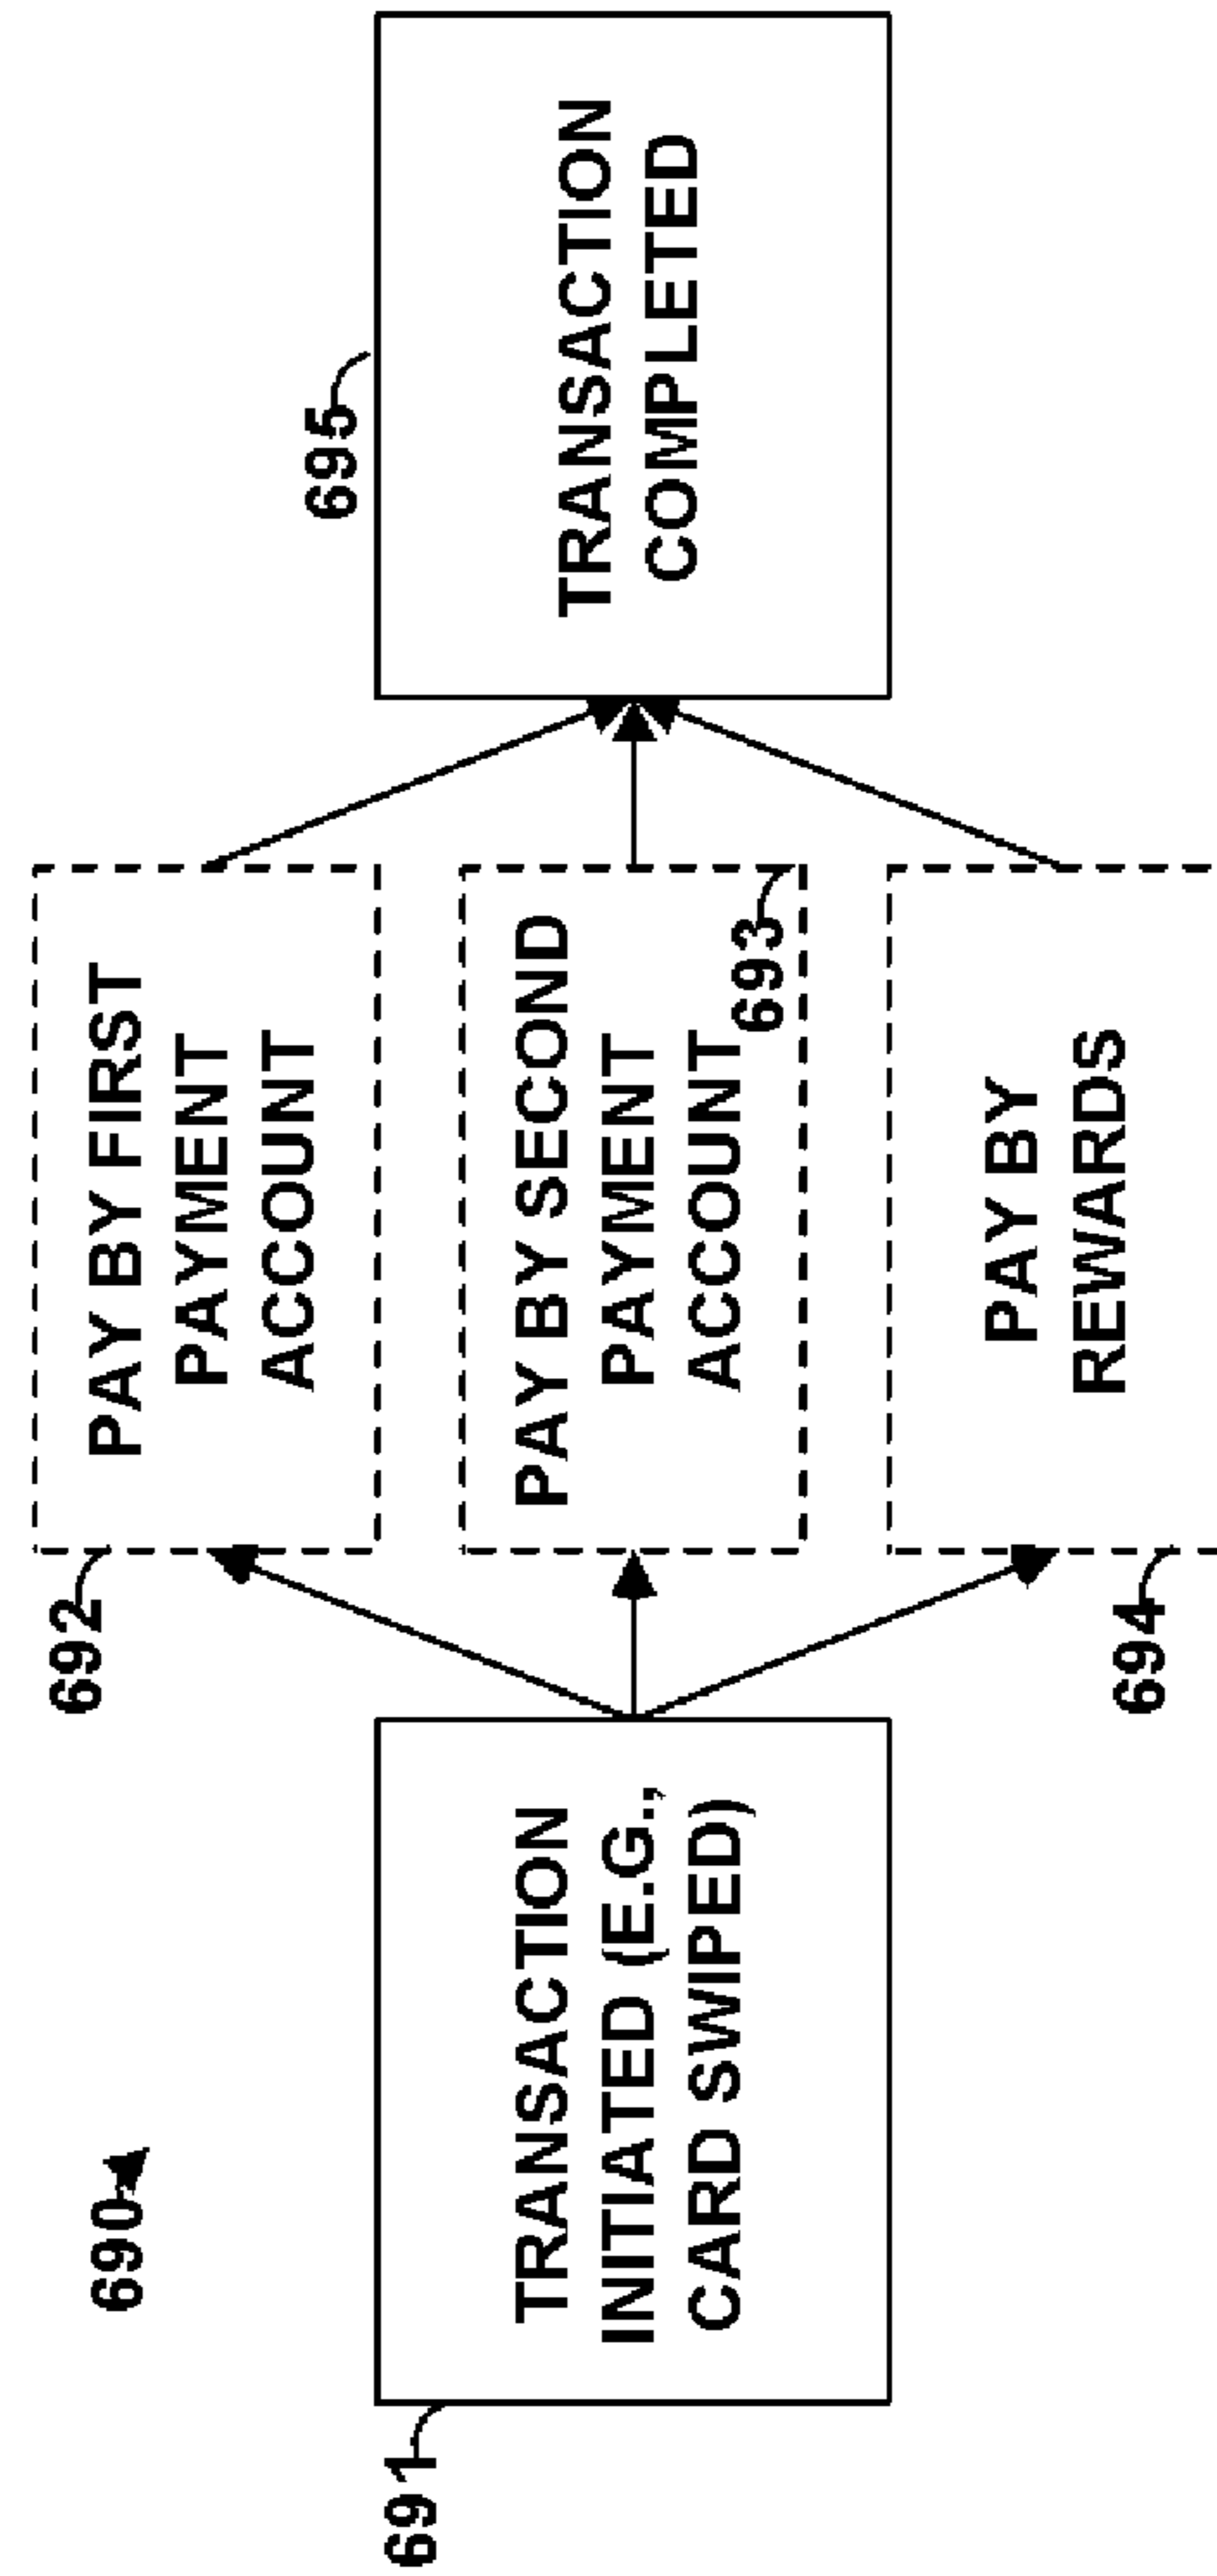 690
691
TRANSACTION
INITIATED (E.G.,
CARD SWIPED)
692
PAY BY FIRST
PAYMENT
ACCOUNT
PAY BY SECOND
PAYMENT
ACCOUNT
693
694
PAY BY
REWARDS
695
TRANSACTION
COMPLETED